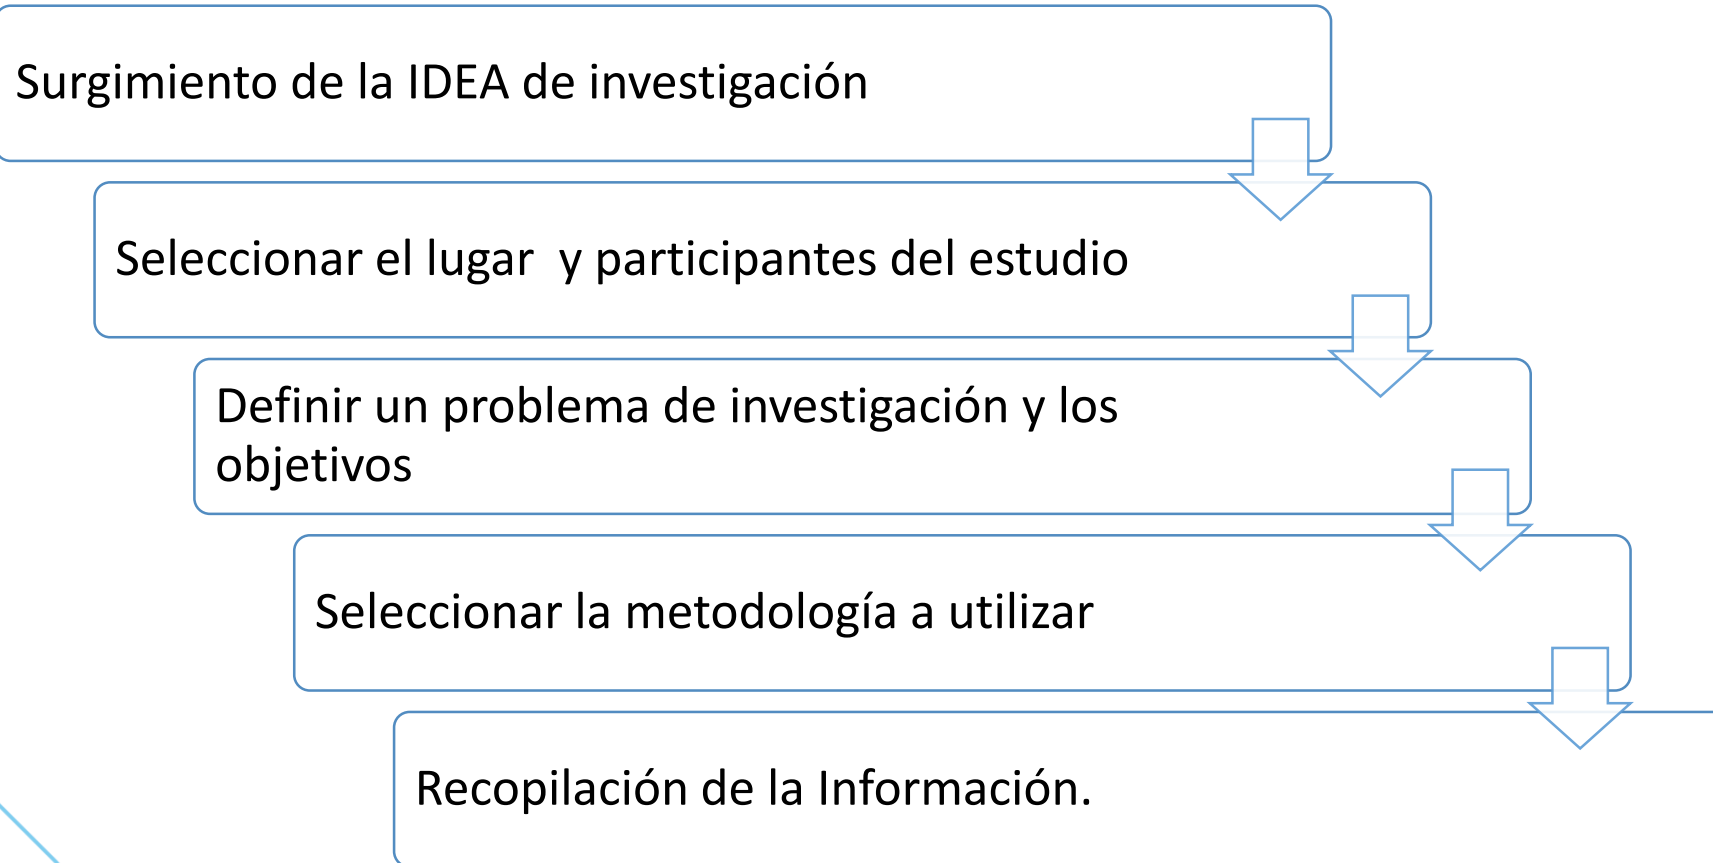 Surgimiento de la IDEA de investigación
Seleccionar el lugar  y participantes del estudio
Definir un problema de investigación y los
objetivos
Seleccionar la metodología a utilizar
Recopilación de la Información.